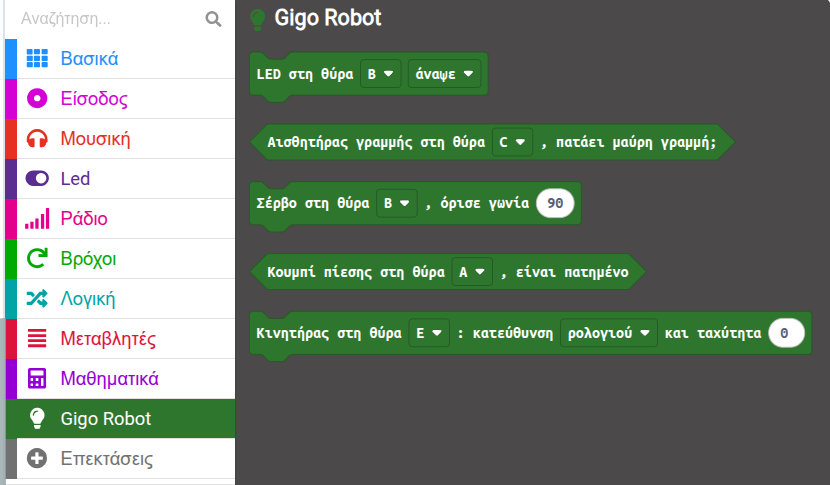 Αναζήτηση...
Βασικά
Είσοδος
Μουσική
Led
Ράδιο
Βρόχοι
Λογική
Μεταβλητές
Μαθηματικά
Gigo Robot
Επεκτάσεις
Gigo Robot
LED στη θύρα B άναψε
Αισθητήρας γραμμής στη θύρα C , πατάει μαύρη γραμμή;
Σέρβο στη θύρα B , όρισε γωνία 90
Κουμπί πίεσης στη θύρα A , είναι πατημένο
Κινητήρας στη θύρα E : κατεύθυνση ρολογιού και ταχύτητα 0